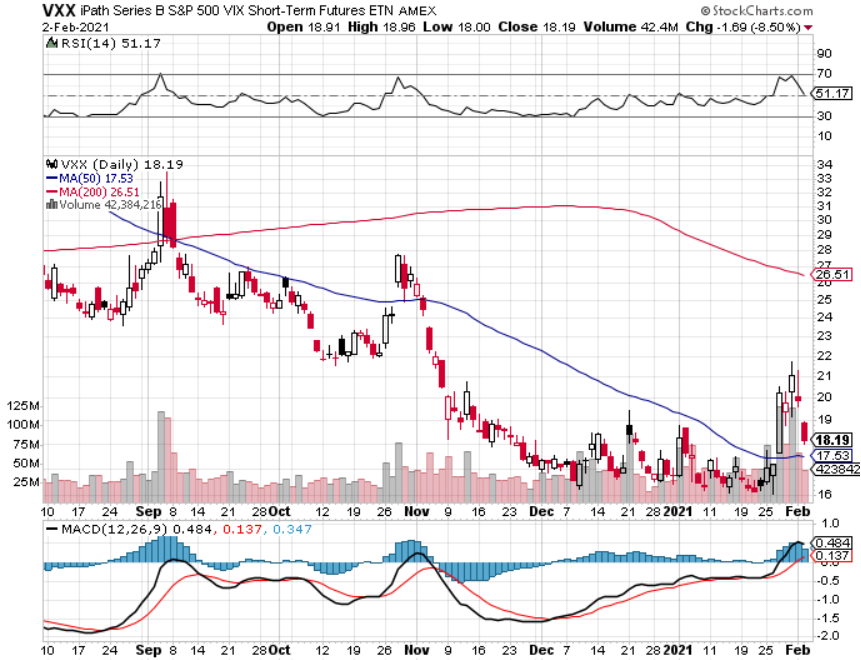 VXX iPath Series B S&P 500 VIX Short-Term Futures ETN AMEX © StockCharts.com
2-Feb-2021 Open 18.91 High 18.96 Low 18.00 Close 18.19 Volume 42.4M Chg -1.69 (-8.50%)
RSI(14) 51.17
90
70
51.17
30
10
VXX (Daily) 18.19
MA(50) 17.53
MA(200) 26.51
Volume 42,384,216
34
33
32
31
30
29
28
27
26.51
26
25
24
23
22
21
20
19
18.19
17.53
423842
16
125M
100M
75M
50M
25M
10 17 24 Sep 8 14 21 28 Oct 12 19 26 Nov 9 16 23 Dec 7 14 21 28 2021 11 19 25 Feb
MACD(12,26,9) 0.484, 0.137, 0.347
1.0
0.484
0.137
0.0
-0.5
-1.0
-1.5
-2.0
10 17 24 Sep 8 14 21 28 Oct 12 19 26 Nov 9 16 23 Dec 7 14 21 28 2021 11 19 25 Feb